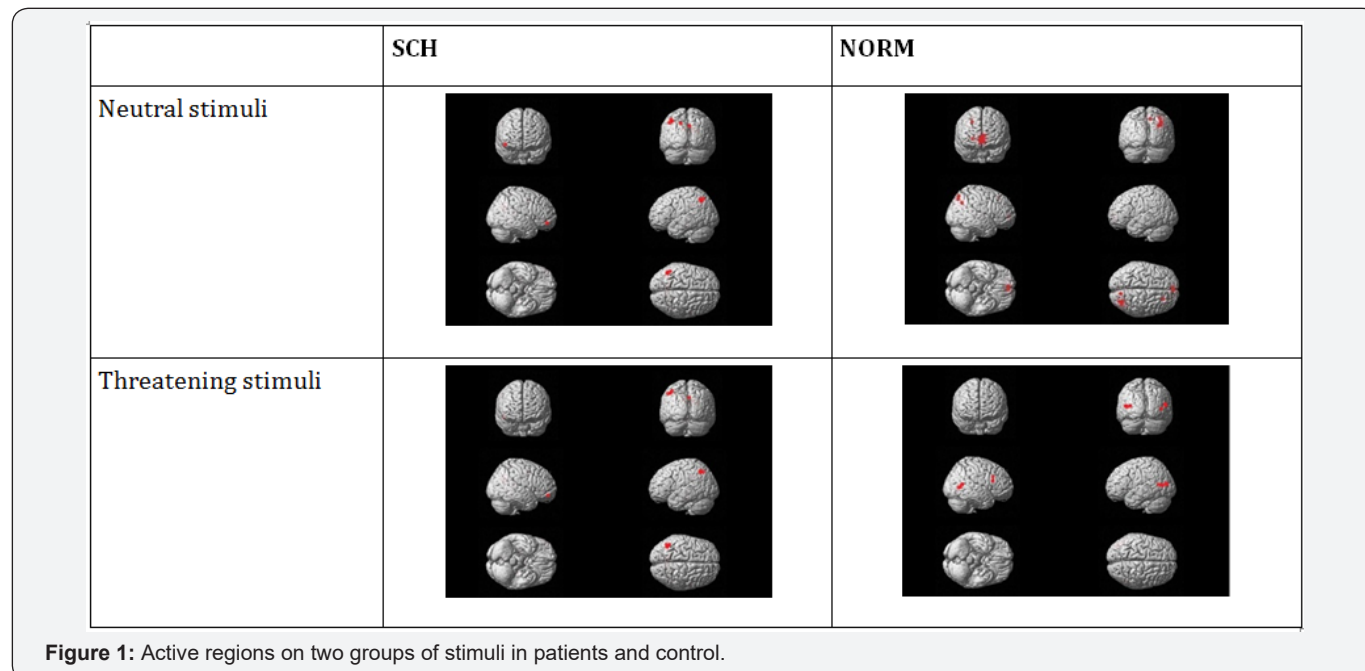 SCH NORM
Neutral stimuli
Threatening stimuli
Figure 1: Active regions on two groups of stimuli in patients and control.